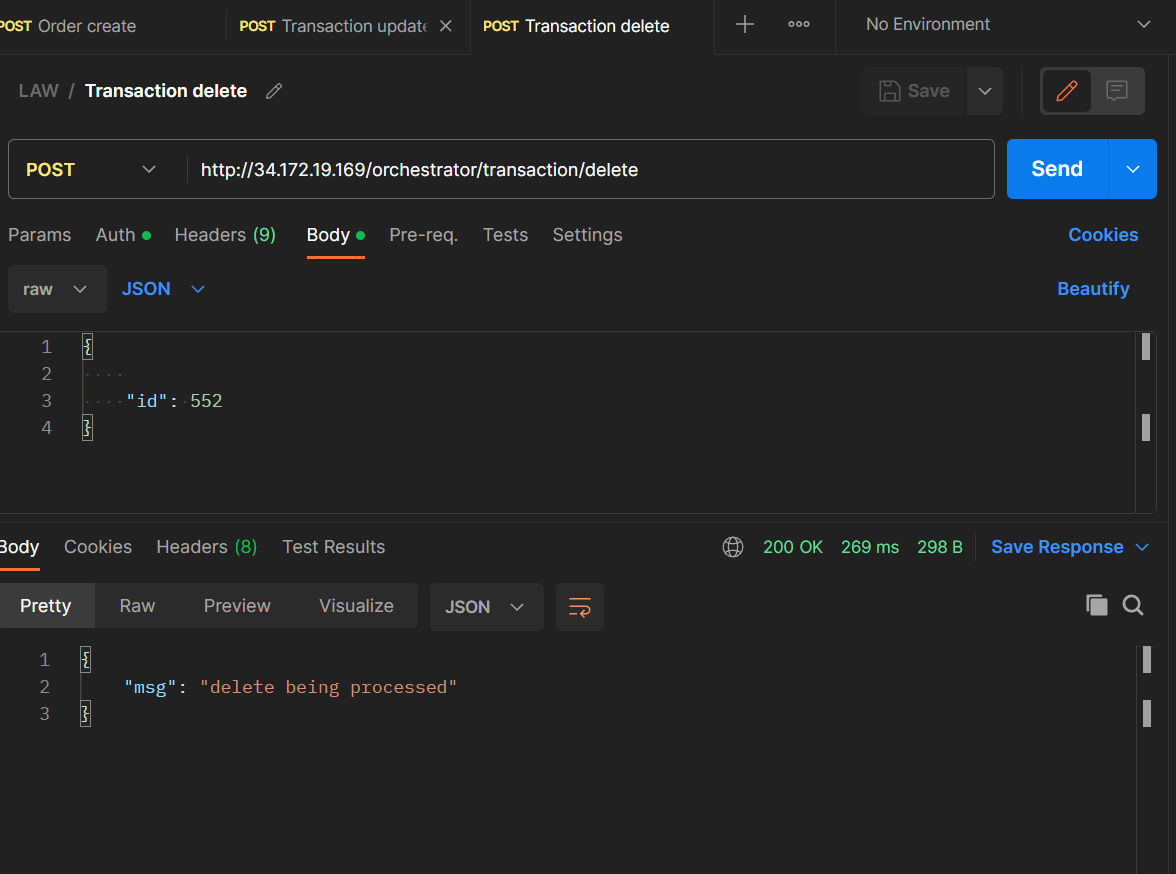 POST Order create POST Transaction update POST Transaction delete No Environment
LAW / Transaction delete Save
POST http://34.172.19.169/orchestrator/transaction/delete Send
Params Auth Headers (9) Body Pre-req. Tests Settings Cookies
raw JSON Beautify
1 {
2
3 "id": 552
4 }
Body Cookies Headers (8) Test Results 200 OK 269 ms 298 B Save Response
Pretty Raw Preview Visualize JSON
1 {
2 "msg": "delete being processed"
3 }